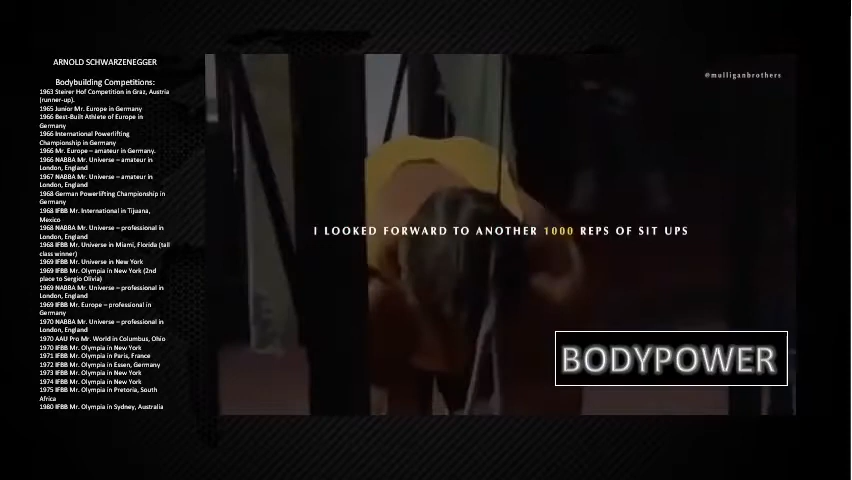 ARNOLD SCHWARZENEGGER
Bodybuilding Competitions:
1963 Steirer Hof Competition in Graz, Austria
(runner-up).
1965 Junior Mr. Europe in Germany
1966 Best-Built Athlete of Europe in
Germany
1966 International Powerlifting
Championship in Germany
1966 Mr. Europe – amateur in Germany.
1966 NABBA Mr. Universe – amateur in
London, England
1967 NABBA Mr. Universe – amateur in
London, England
1968 German Powerlifting Championship in
Germany
1968 IFBB Mr. International in Tijuana,
Mexico
1968 NABBA Mr. Universe – professional in
London, England
1968 IFBB Mr. Universe in Miami, Florida (tall
class winner)
1969 IFBB Mr. Universe in New York
1969 IFBB Mr. Olympia in New York (2nd
place to Sergio Olivia)
1969 NABBA Mr. Universe – professional in
London, England
1969 IFBB Mr. Europe – professional in
Germany
1970 NABBA Mr. Universe – professional in
London, England
1970 AAU Pro Mr. World in Columbus, Ohio
1970 IFBB Mr. Olympia in New York
1971 IFBB Mr. Olympia in Paris, France
1972 IFBB Mr. Olympia in Essen, Germany
1973 IFBB Mr. Olympia in New York
1974 IFBB Mr. Olympia in New York
1975 IFBB Mr. Olympia in Pretoria, South
Africa
1980 IFBB Mr. Olympia in Sydney, Australia
@mulliganbrothers
I LOOKED FORWARD TO ANOTHER 1000 REPS OF SIT UPS
BODYPOWER